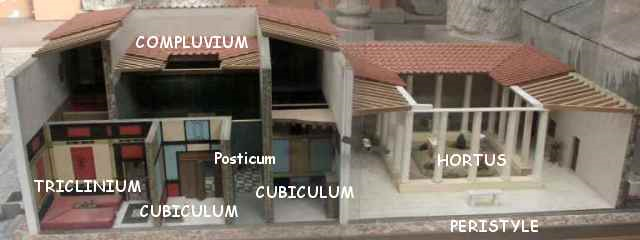 COMPLUVIUM
Posticum
HORTUS
TRICLINIUM
CUBICULUM
CUBICULUM
PERISTYLE